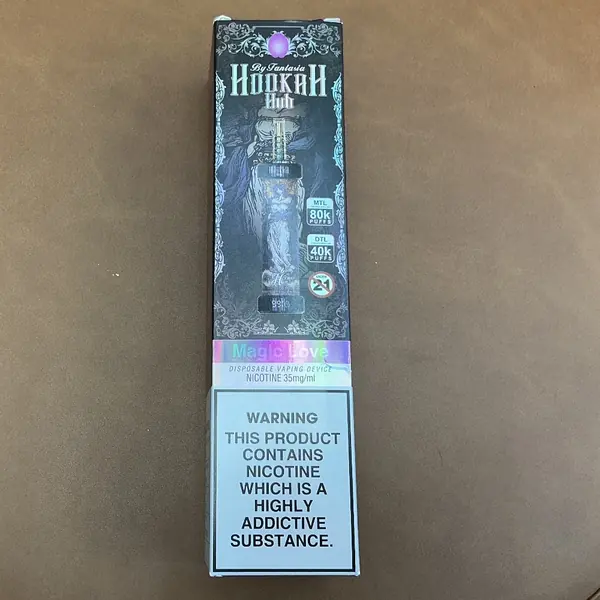 By Fantasia
HOOKAH
Hub
MTL
80k
PUFFS
DTL
40k
PUFFS
21
Magic Love
DISPOSABLE VAPING DEVICE
NICOTINE 35mg/ml
WARNING
THIS PRODUCT
CONTAINS
NICOTINE
WHICH IS A
HIGHLY
ADDICTIVE
SUBSTANCE.